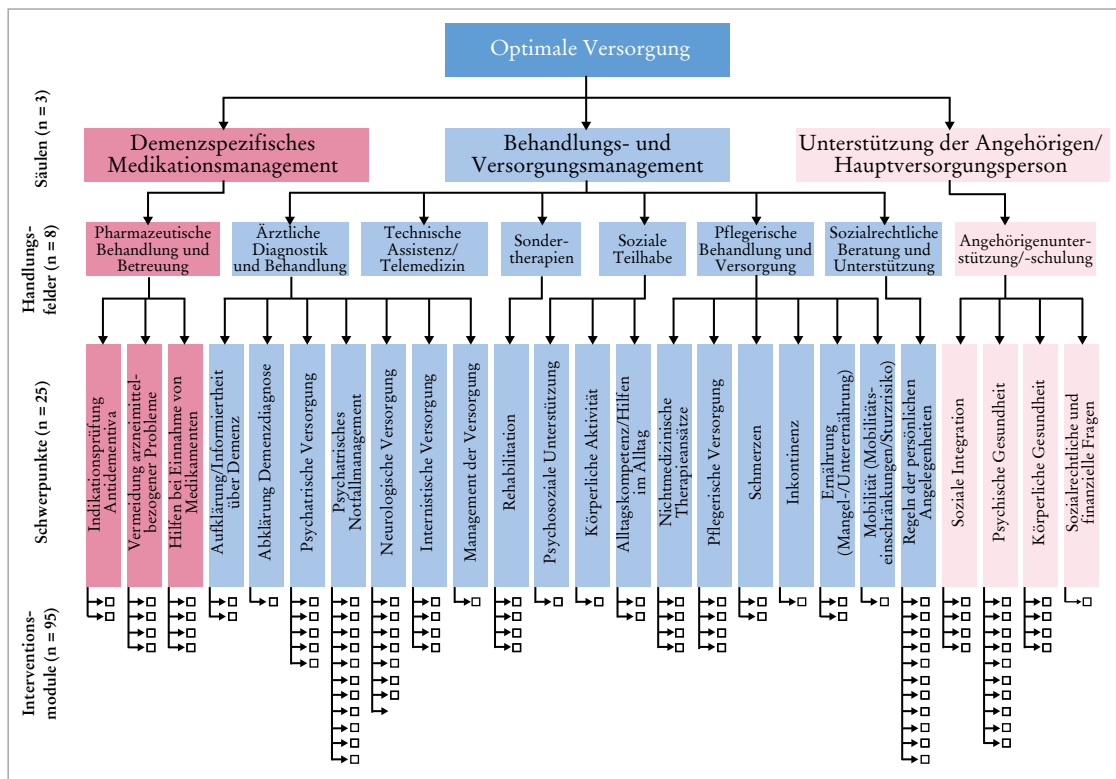 Optimale Versorgung
Säulen (n = 3)
Demenzspezifisches
Medikationsmanagement
Behandlungs- und
Versorgungsmanagement
Unterstützung der Angehörigen/
Hauptversorgungsperson
Handlungs-
felder (n = 8)
Pharmazeutische
Behandlung und
Betreuung
Ärztliche
Diagnostik
und Behandlung
Technische
Assistenz/
Telemedizin
Sonder-
therapien
Soziale
Teilhabe
Pflegerische
Behandlung und
Versorgung
Sozialrechtliche
Beratung und
Unterstützung
Angehörigenunter-
stützung/-schulung
Schwerpunkte (n = 25)
Indikationsprüfung
Antidementiva
Vermeidung arzneimittel-
bezogener Probleme
Hilfen bei Einnahme von
Medikamenten
Aufklärung/Informiertheit
über Demenz
Abklärung Demenzdiagnose
Psychatrische Versorgung
Psychatrisches
Notfallmanagement
Neurologische Versorgung
Internistische Versorgung
Management der Versorgung
Rehabilitation
Psychosoziale Unterstützung
Körperliche Aktivität
Alltagskompetenz/Hilfen
im Alltag
Nichtmedizinische
Therapieansätze
Pflegerische Versorgung
Schmerzen
Inkontinenz
Ernährung
(Mangel-/Unterernährung)
Mobilität (Mobilitäts-
einschränkungen/Sturzrisiko)
Regeln der persönlichen
Angelegenheiten
Soziale Integration
Psychische Gesundheit
Körperliche Gesundheit
Sozialrechtliche und
finanzielle Fragen
Interventions-
module (n = 95)